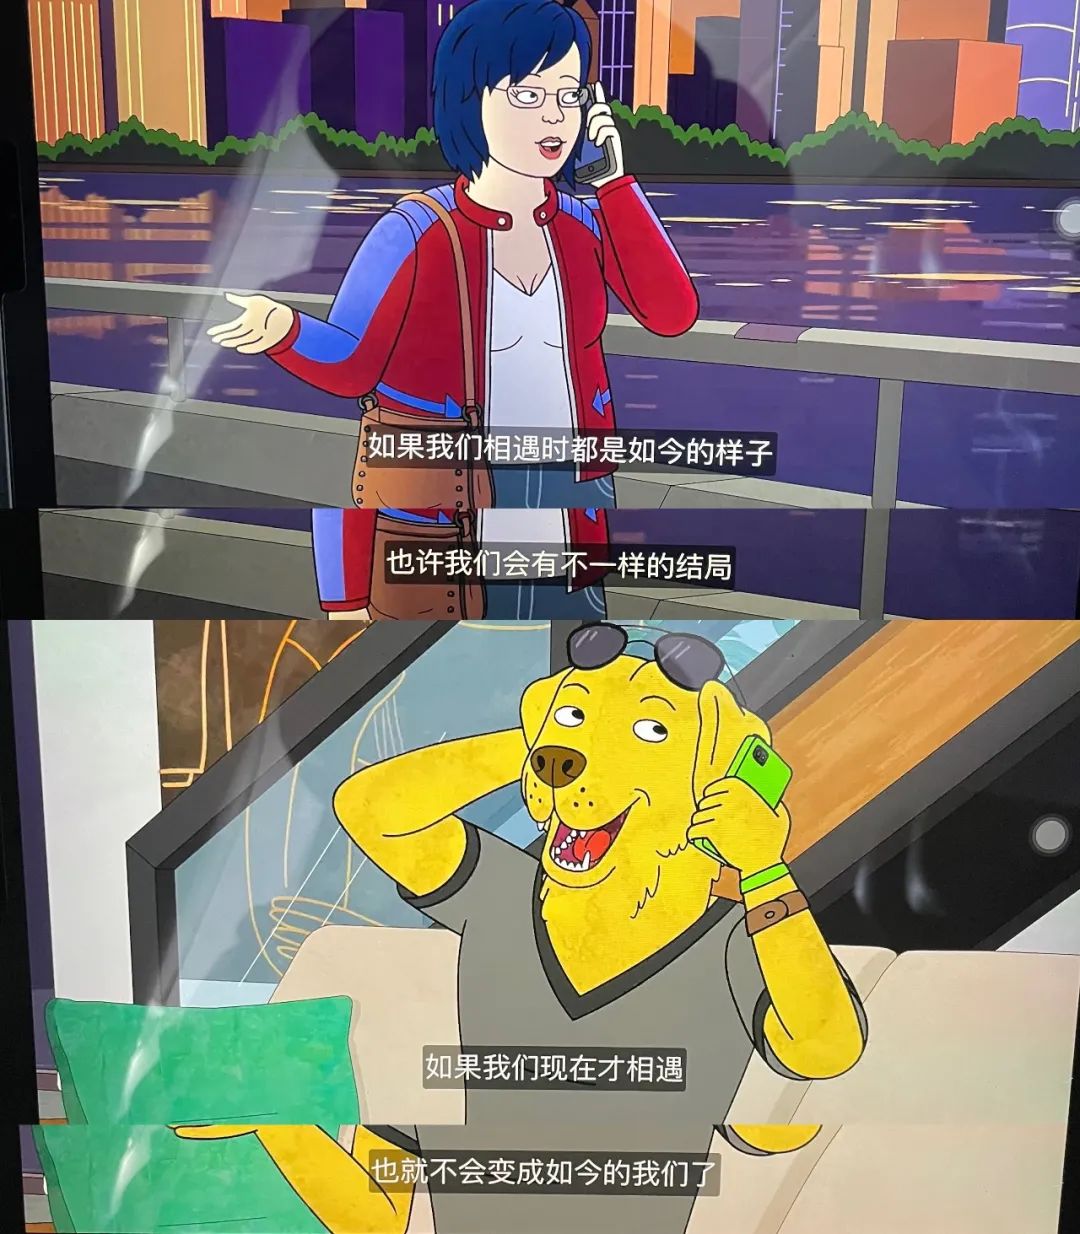 如果我们相遇时都是如今的样子
也许我们会有不一样的结局
如果我们现在才相遇
也就不会变成如今的我们了